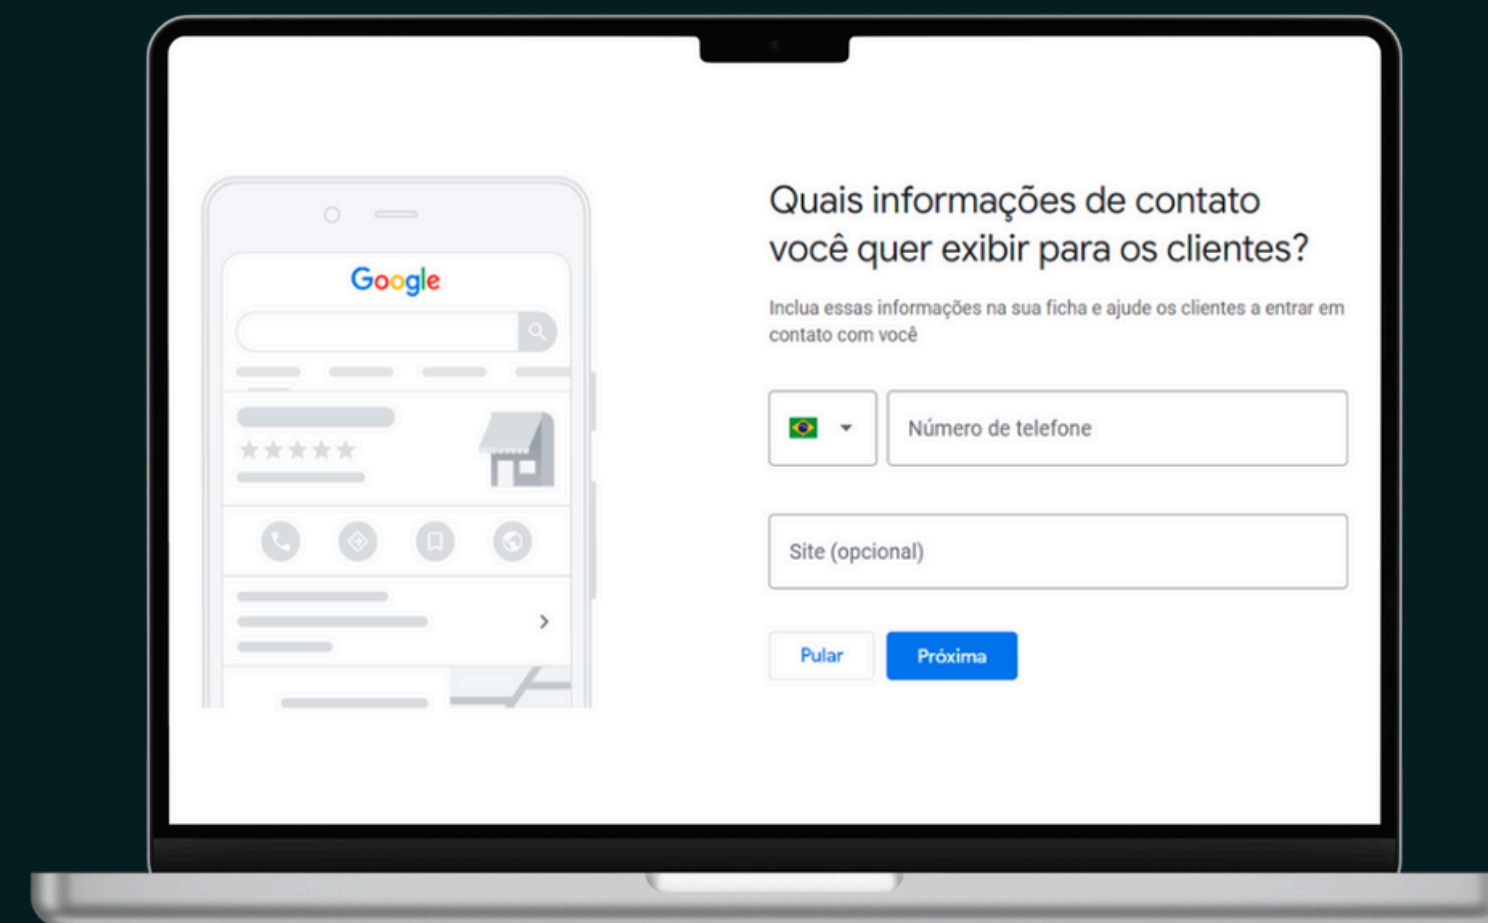 Google
Quais informações de contato
você quer exibir para os clientes?
Inclua essas informações na sua ficha e ajude os clientes a entrar em
contato com você
Número de telefone
Site (opcional)
Pular
Próxima